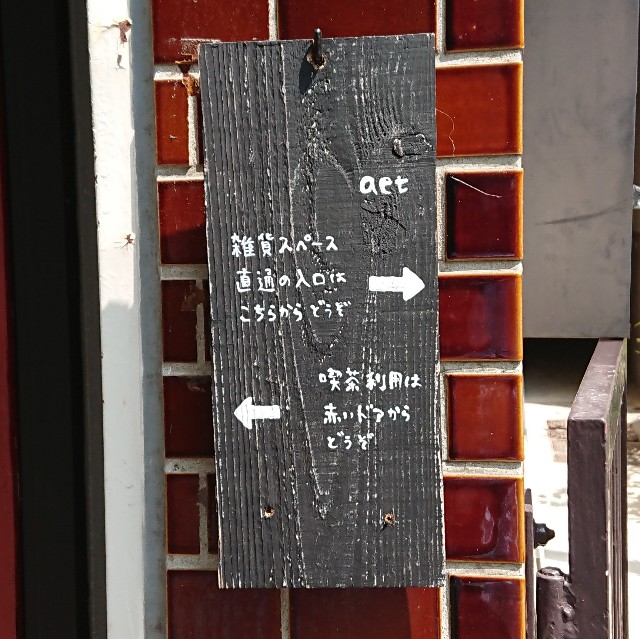 aet
雑貨スペース
直通の入口は
こちらからどうぞ
喫茶利用は
赤いドアから
どうぞ